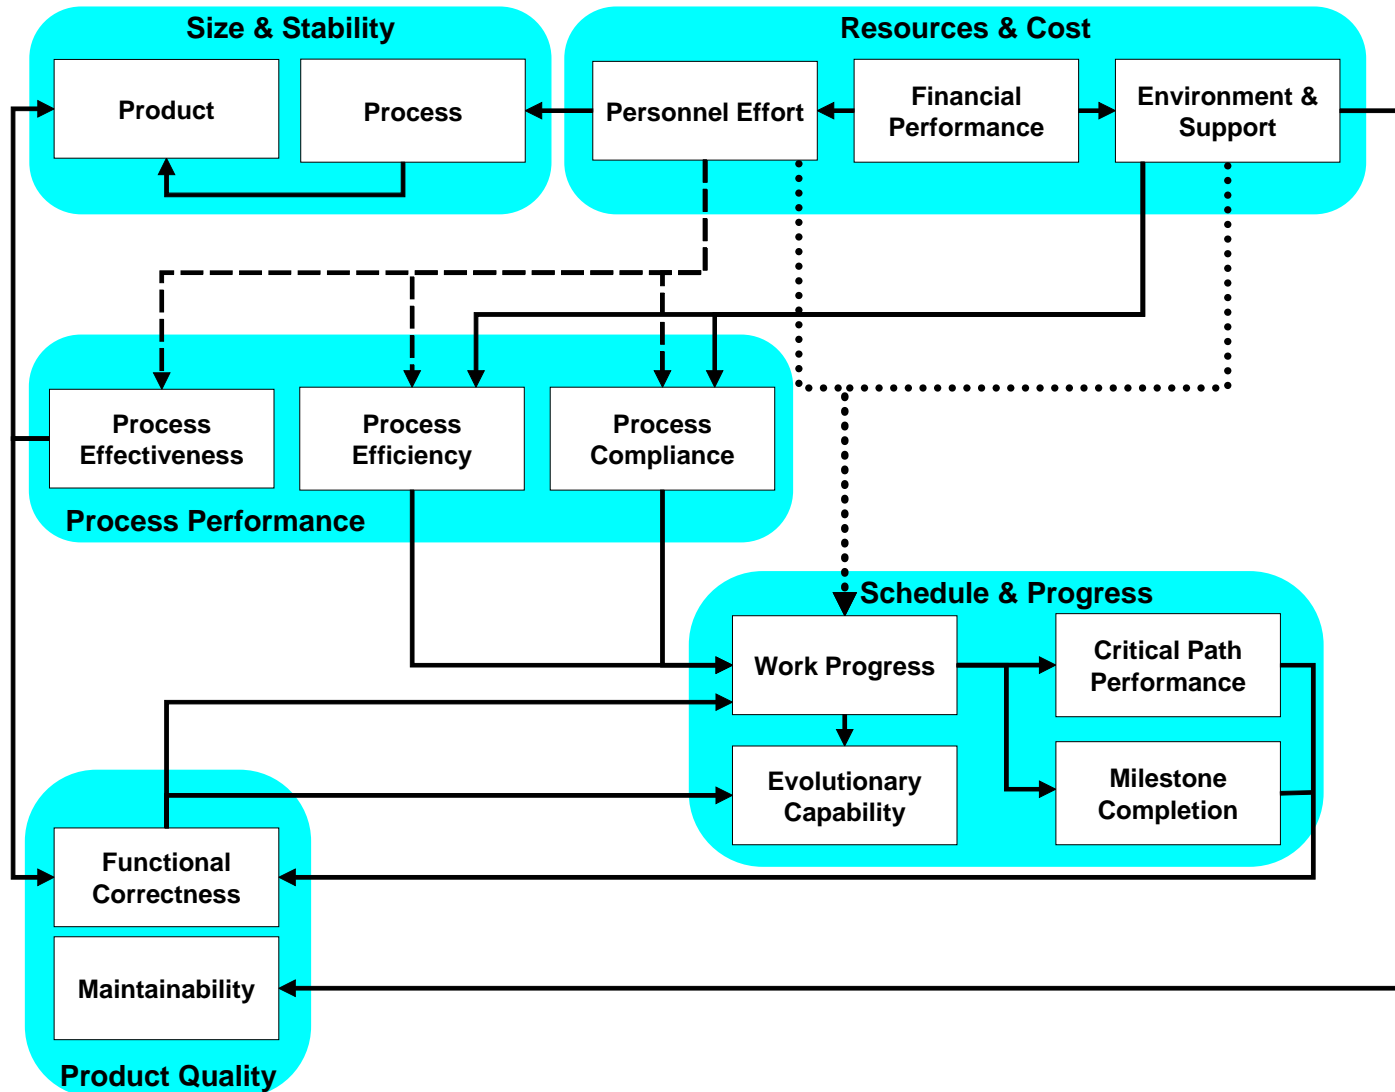 Size & Stability
Resources & Cost
Product
Process
Personnel Effort
Financial
Performance
Environment &
Support
Process
Effectiveness
Process
Efficiency
Process
Compliance
Process Performance
Schedule & Progress
Work Progress
Critical Path
Performance
Evolutionary
Capability
Milestone
Completion
Functional
Correctness
Maintainability
Product Quality